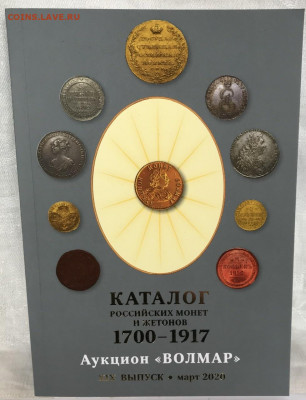 COINS.LAVE.RU
КАТАЛОГ
РОССИЙСКИХ МОНЕТ
И ЖЕТОНОВ
1700–1917
Аукцион «ВОЛМАР»
ВЫПУСК • март 2020